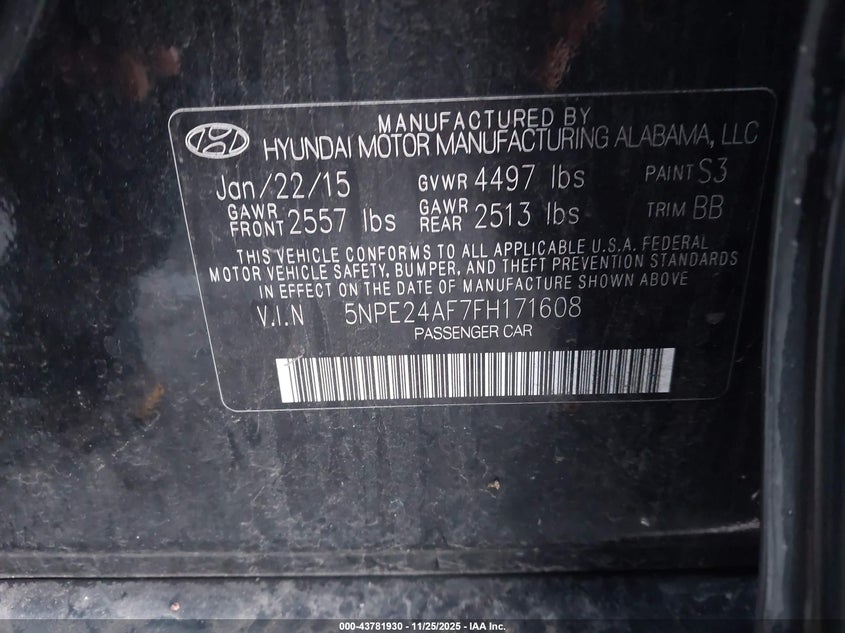 MANUFACTURED BY
HYUNDAI MOTOR MANUFACTURING ALABAMA, LLC
Jan/22/15 GVWR 4497 lbs PAINT S3
GAWR FRONT 2557 lbs GAWR REAR 2513 lbs TRIM BB
THIS VEHICLE CONFORMS TO ALL APPLICABLE U.S.A. FEDERAL
MOTOR VEHICLE SAFETY, BUMPER, AND THEFT PREVENTION STANDARDS
IN EFFECT ON THE DATE OF MANUFACTURE SHOWN ABOVE
V.I.N 5NPE24AF7FH171608
PASSENGER CAR
000-43781930 - 11/25/2025 - IAA Inc.